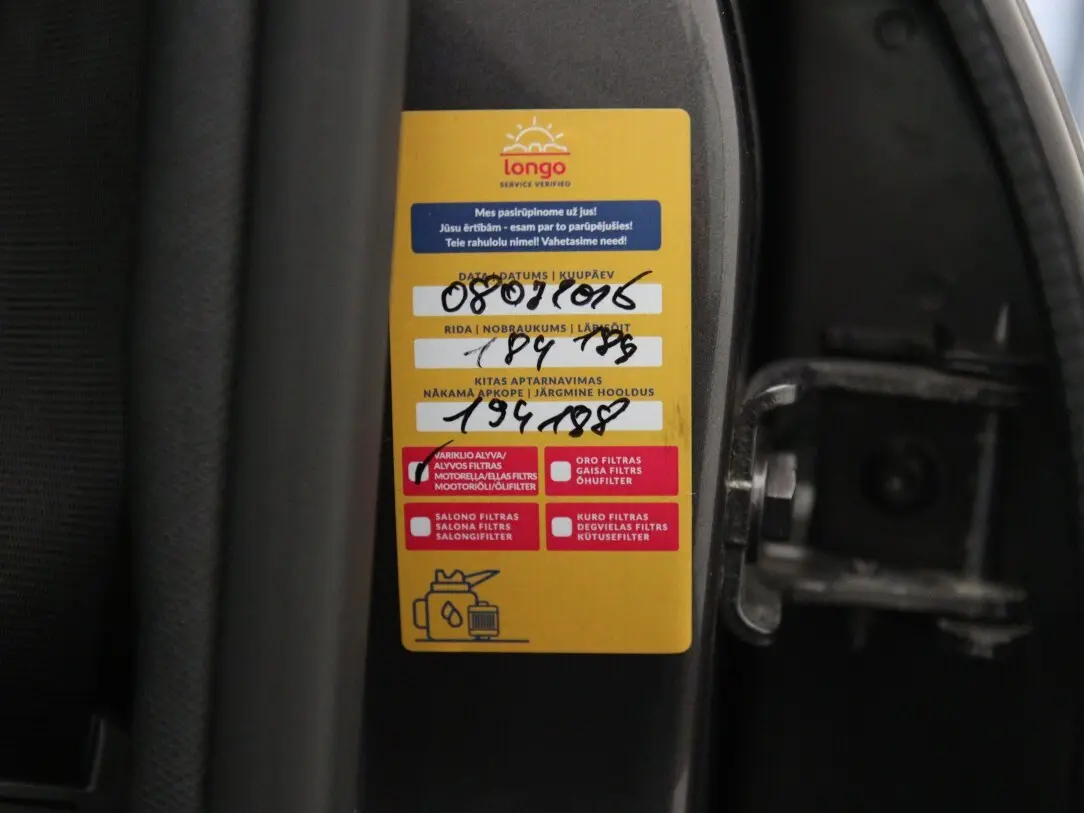 longo
SERVICE VERIFIED
Mes pasirūpinome už jus!
Jūsu ērtībām - esam par to parūpējušies!
Teie rahulolu nimel! Vahetasime need!
DATA | DATUMS | KUUPÄEV
RIDA | NOBRAUKUMS | LÄBISÕIT
184 188
KITAS APTARNAVIMAS
NĀKAMĀ APKOPE | JÄRGMINE HOOLDUS
194188
VARIKLIO ALYVA/
ALYVOS FILTRAS
MOTOREĻĻA/EĻĻAS FILTRS
MOOTORIÕLI/ÕLIFILTER
ORO FILTRAS
GAISA FILTRS
ÕHUFILTER
SALONO FILTRAS
SALONA FILTRS
SALONGIFILTER
KURO FILTRAS
DEGVIELAS FILTRS
KÜTUSEFILTER